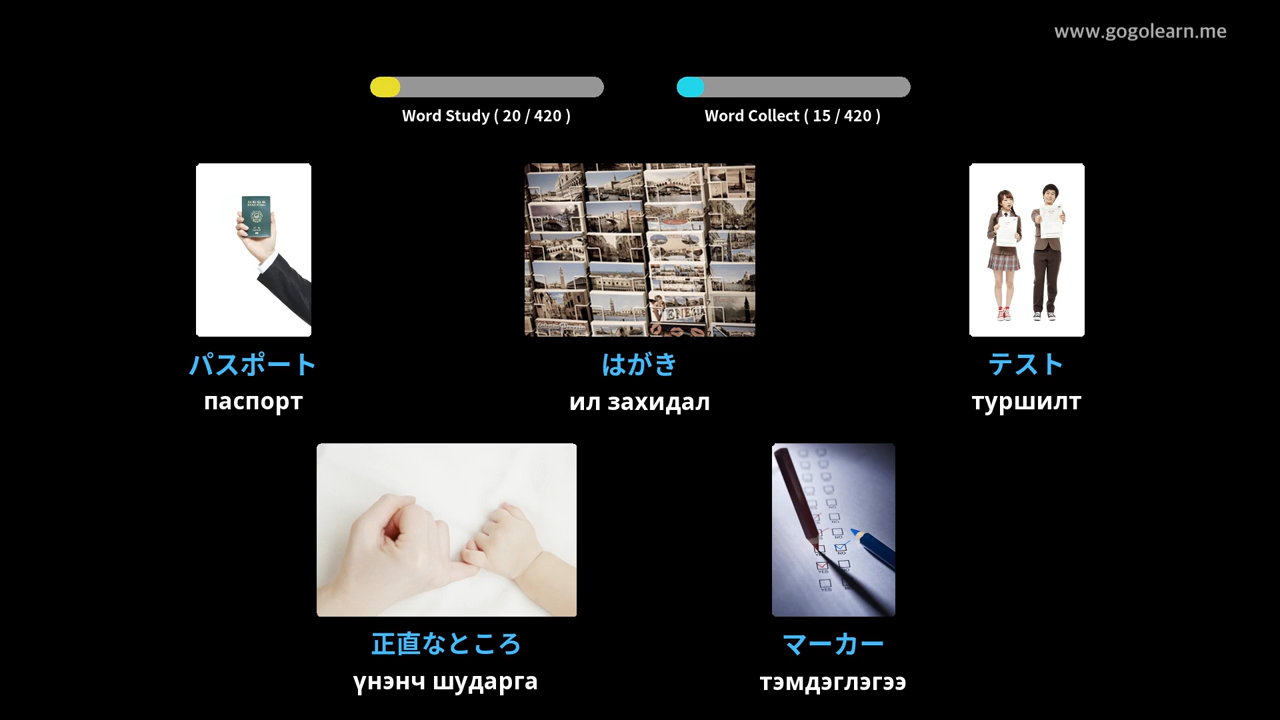 www.gogolearn.me
Word Study ( 20 / 420 )
Word Collect ( 15 / 420 )
パスポート
паспорт
はがき
ил захидал
テスト
туршилт
正直なところ
үнэнч шударга
マーカー
тэмдэглэгээ